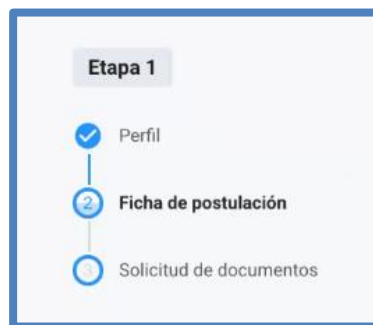 Etapa 1
Perfil
2 Ficha de postulación
3 Solicitud de documentos